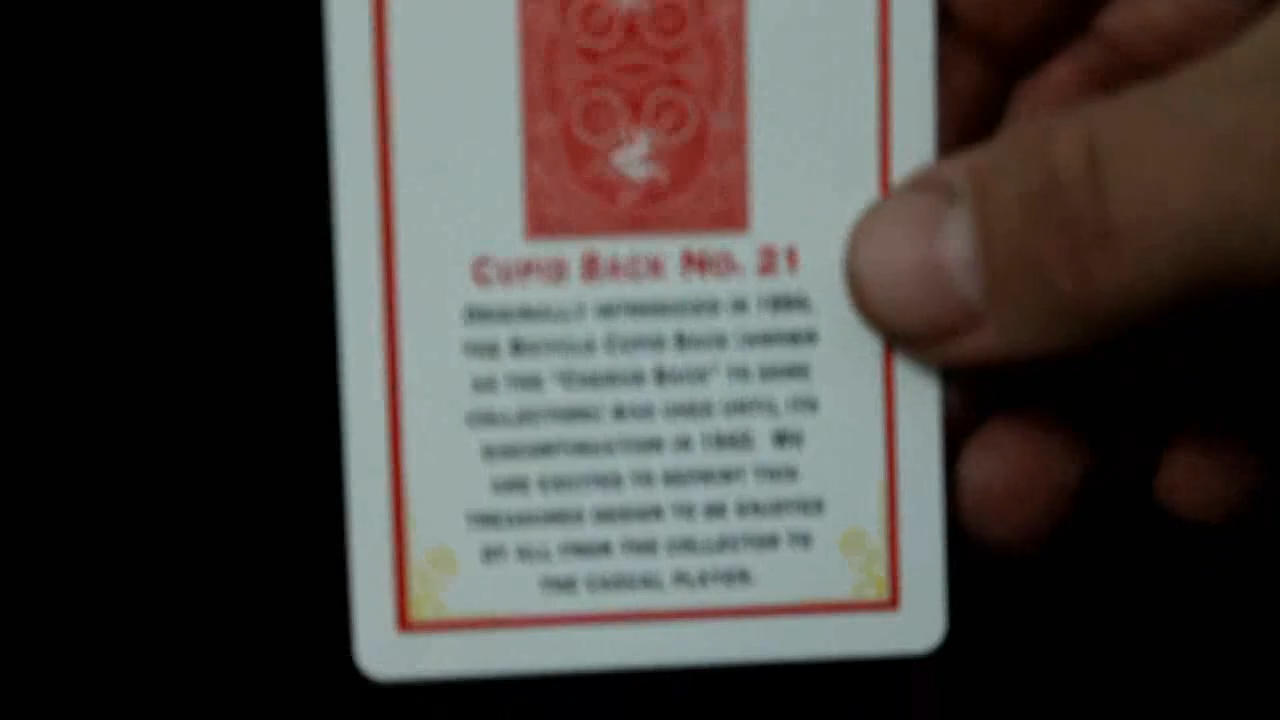 CUPID BACK NO. 21
ORIGINALLY INTRODUCED IN
THE BICYCLE CUPID BACK (KNOWN
AS THE "CHORUS BACK" TO SOME
COLLECTORS) WAS USED UNTIL ITS
DISCONTINUATION IN WE
ARE EXCITED TO REPRINT THIS
TREASURED DESIGN TO BE ENJOYED
BY ALL FROM THE COLLECTOR TO
THE CASUAL PLAYER.